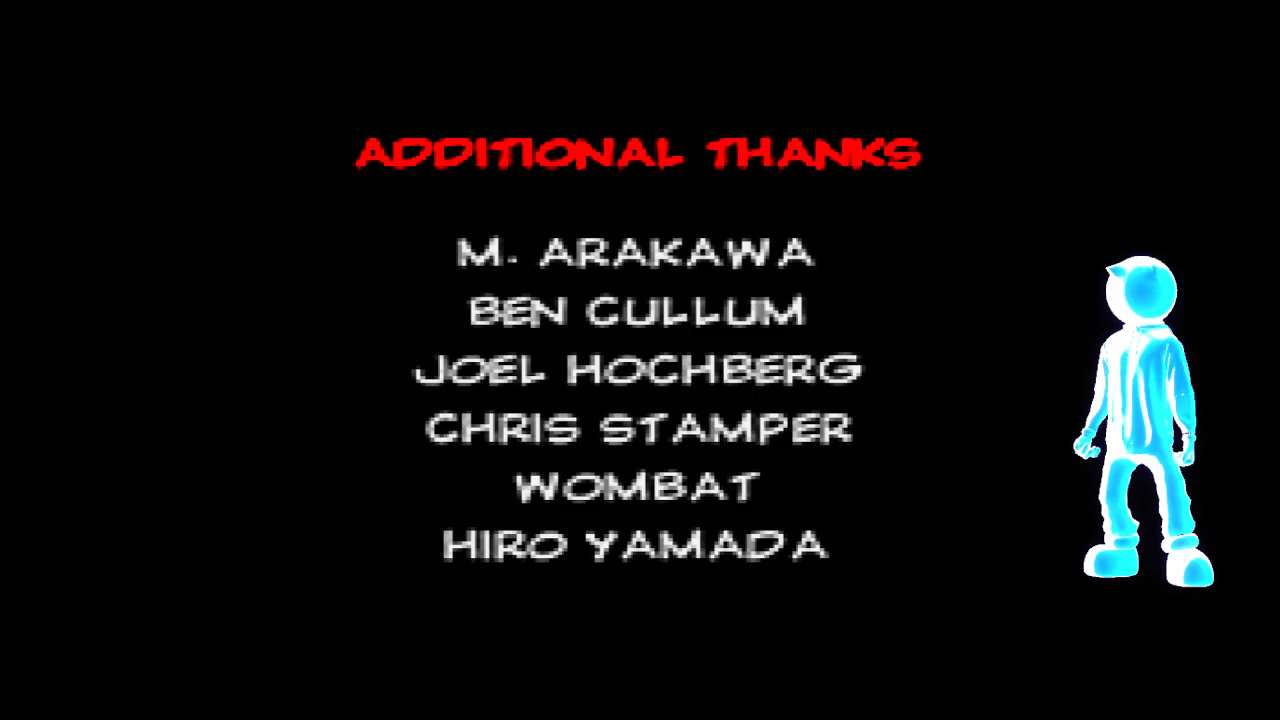 ADDITIONAL THANKS
M. ARAKAWA
BEN CULLUM
JOEL HOCHBERG
CHRIS STAMPER
WOMBAT
HIRO YAMADA